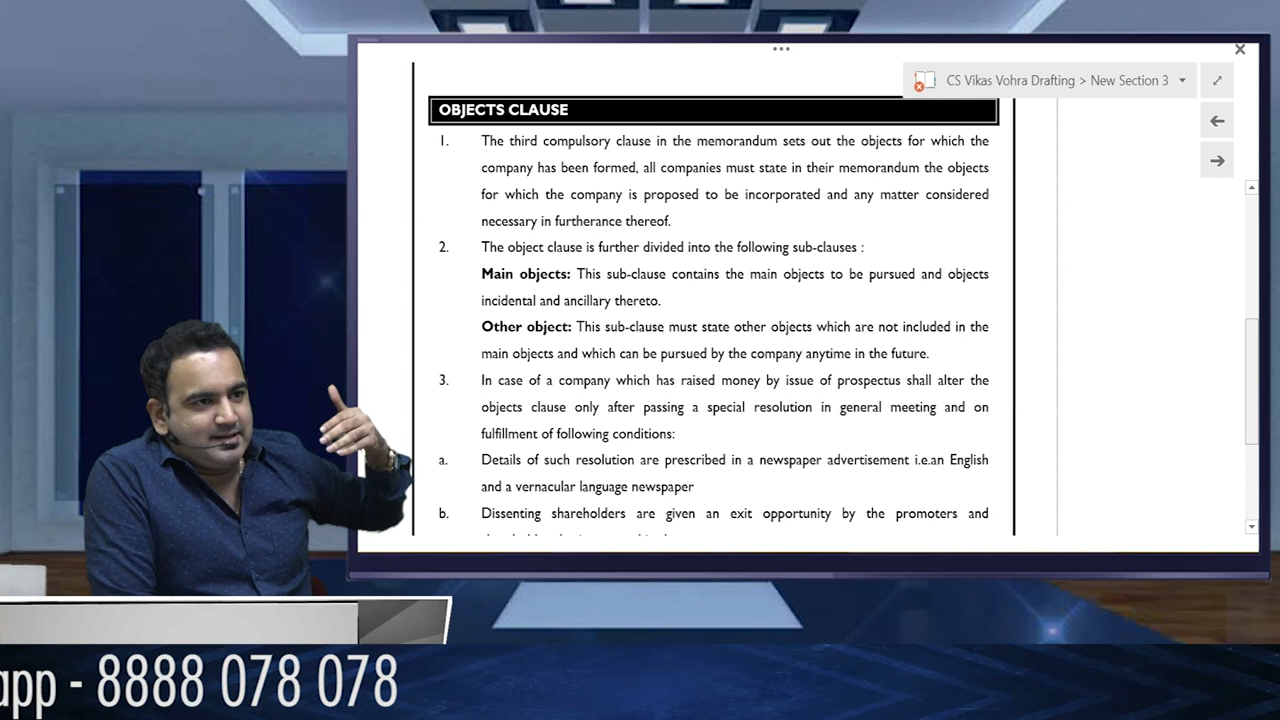 CS Vikas Vohra Drafting > New Section 3
OBJECTS CLAUSE
1. The third compulsory clause in the memorandum sets out the objects for which the
company has been formed, all companies must state in their memorandum the objects
for which the company is proposed to be incorporated and any matter considered
necessary in furtherance thereof.
2. The object clause is further divided into the following sub-clauses :
Main objects: This sub-clause contains the main objects to be pursued and objects
incidental and ancillary thereto.
Other object: This sub-clause must state other objects which are not included in the
main objects and which can be pursued by the company anytime in the future.
3. In case of a company which has raised money by issue of prospectus shall alter the
objects clause only after passing a special resolution in general meeting and on
fulfillment of following conditions:
a. Details of such resolution are prescribed in a newspaper advertisement i.e.an English
and a vernacular language newspaper
b. Dissenting shareholders are given an exit opportunity by the promoters and
app - 8888 078 078